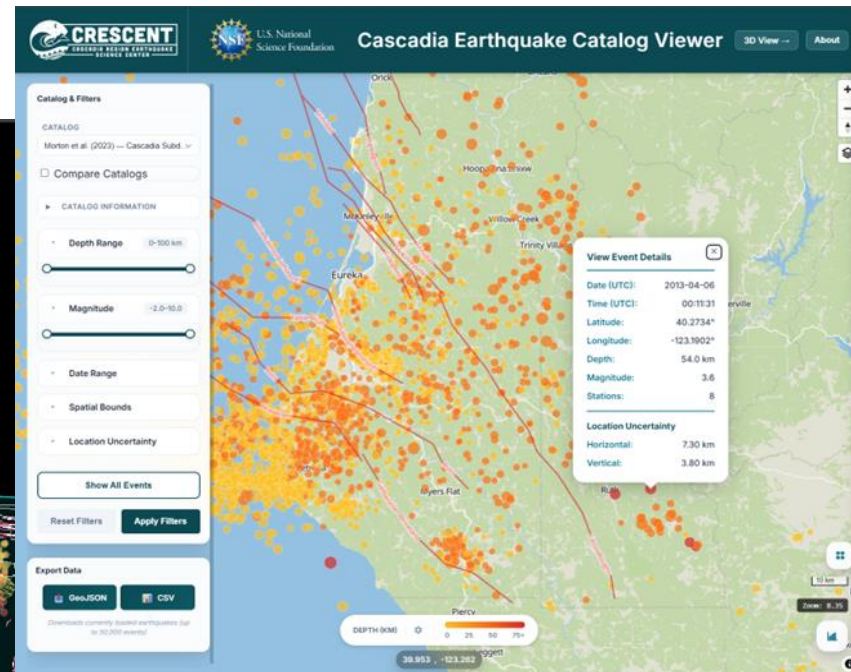 CRESCENT
CASCADIA REGION EARTHQUAKE
SCIENCE CENTER
NSF
U.S. National
Science Foundation
Cascadia Earthquake Catalog Viewer
3D View →
About
Catalog & Filters
CATALOG
Morton et al. (2023) — Cascadia Subd...
Compare Catalogs
CATALOG INFORMATION
Depth Range 0-100 km
Magnitude -2.0-10.0
Date Range
Spatial Bounds
Location Uncertainty
Show All Events
Reset Filters
Apply Filters
Export Data
GeoJSON
CSV
Downloads currently loaded earthquakes (up
to 50,000 events)
Orick
McKinleyville
Willow Creek
Trinity Villa
Eureka
View Event Details
Date (UTC): 2013-04-06
Time (UTC): 00:11:31
Latitude: 40.2734°
Longitude: -123.1902°
Depth: 54.0 km
Magnitude: 3.6
Stations: 8
Location Uncertainty
Horizontal: 7.30 km
Vertical: 3.80 km
erville
Myers Flat
Ruth
Piercy
eggett
10 km
Zoom: 8.35
DEPTH (KM)
0 25 50 75+
39.953 , -123.282